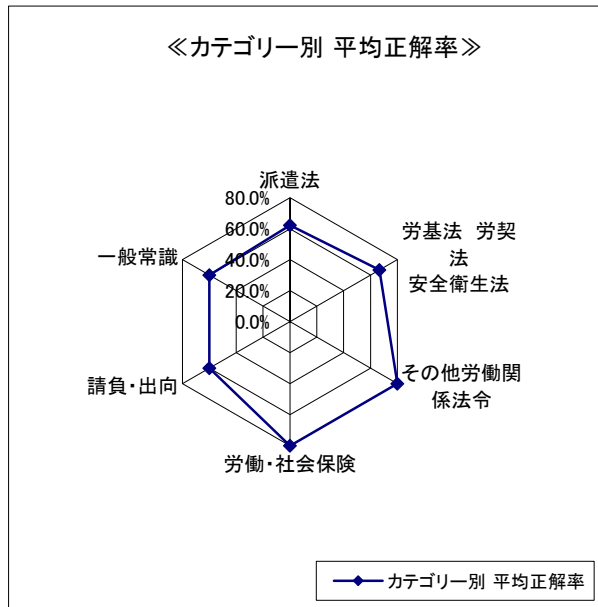 ≪カテゴリー別 平均正解率≫
派遣法
80.0%
60.0%
40.0%
20.0%
0.0%
労基法 労契
法
安全衛生法
その他労働関
係法令
労働・社会保険
請負・出向
一般常識
カテゴリー別 平均正解率